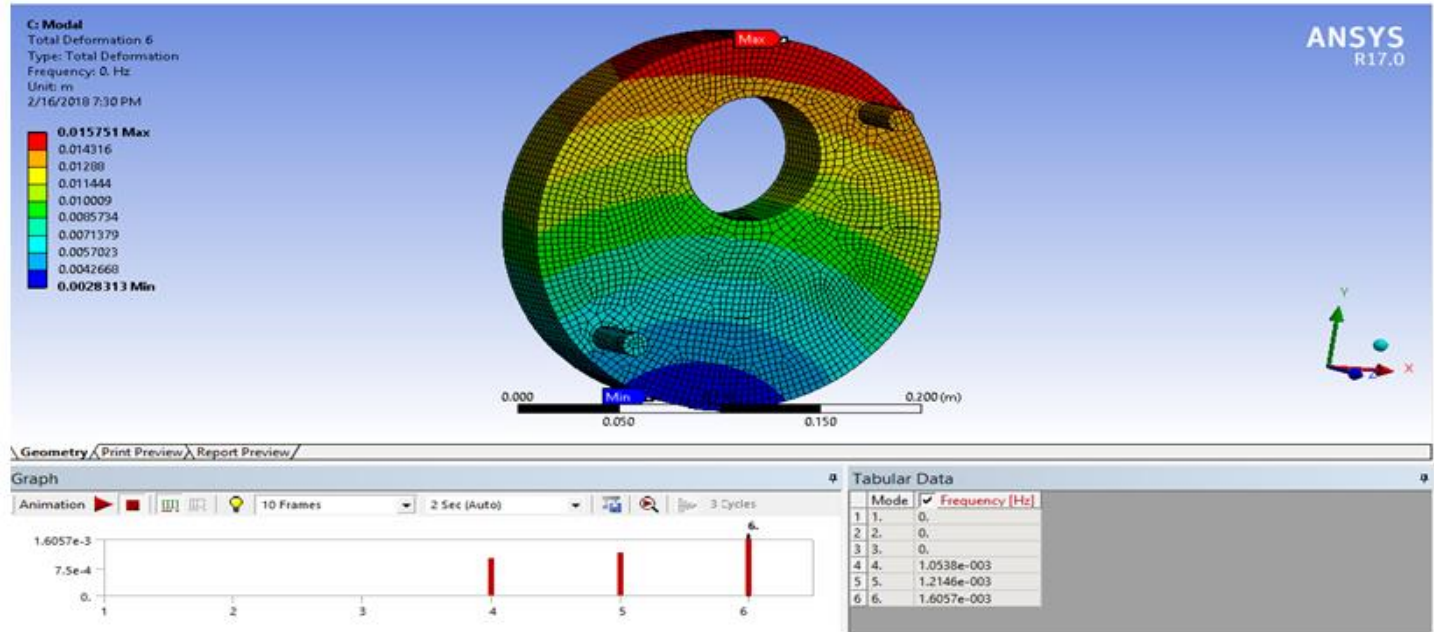 C: Modal
Total Deformation 6
Type: Total Deformation
Frequency: 0. Hz
Unit: m
2/16/2018 7:30 PM
ANSYS
R17.0
0.015751 Max
0.014316
0.01288
0.011444
0.010009
0.0085734
0.0071379
0.0057023
0.0042668
0.0028313 Min
Max
Min
0.000
0.200 (m)
0.050
0.150
Y
X
Z
Geometry Print Preview Report Preview
Graph
Animation 10 Frames 2 Sec (Auto) 3 Cycles
6.
1.6057e-3
7.5e-4
0.
1 2 3 4 5 6
Tabular Data
Mode Frequency [Hz]
1 1. 0.
2 2. 0.
3 3. 0.
4 4. 1.0538e-003
5 5. 1.2146e-003
6 6. 1.6057e-003